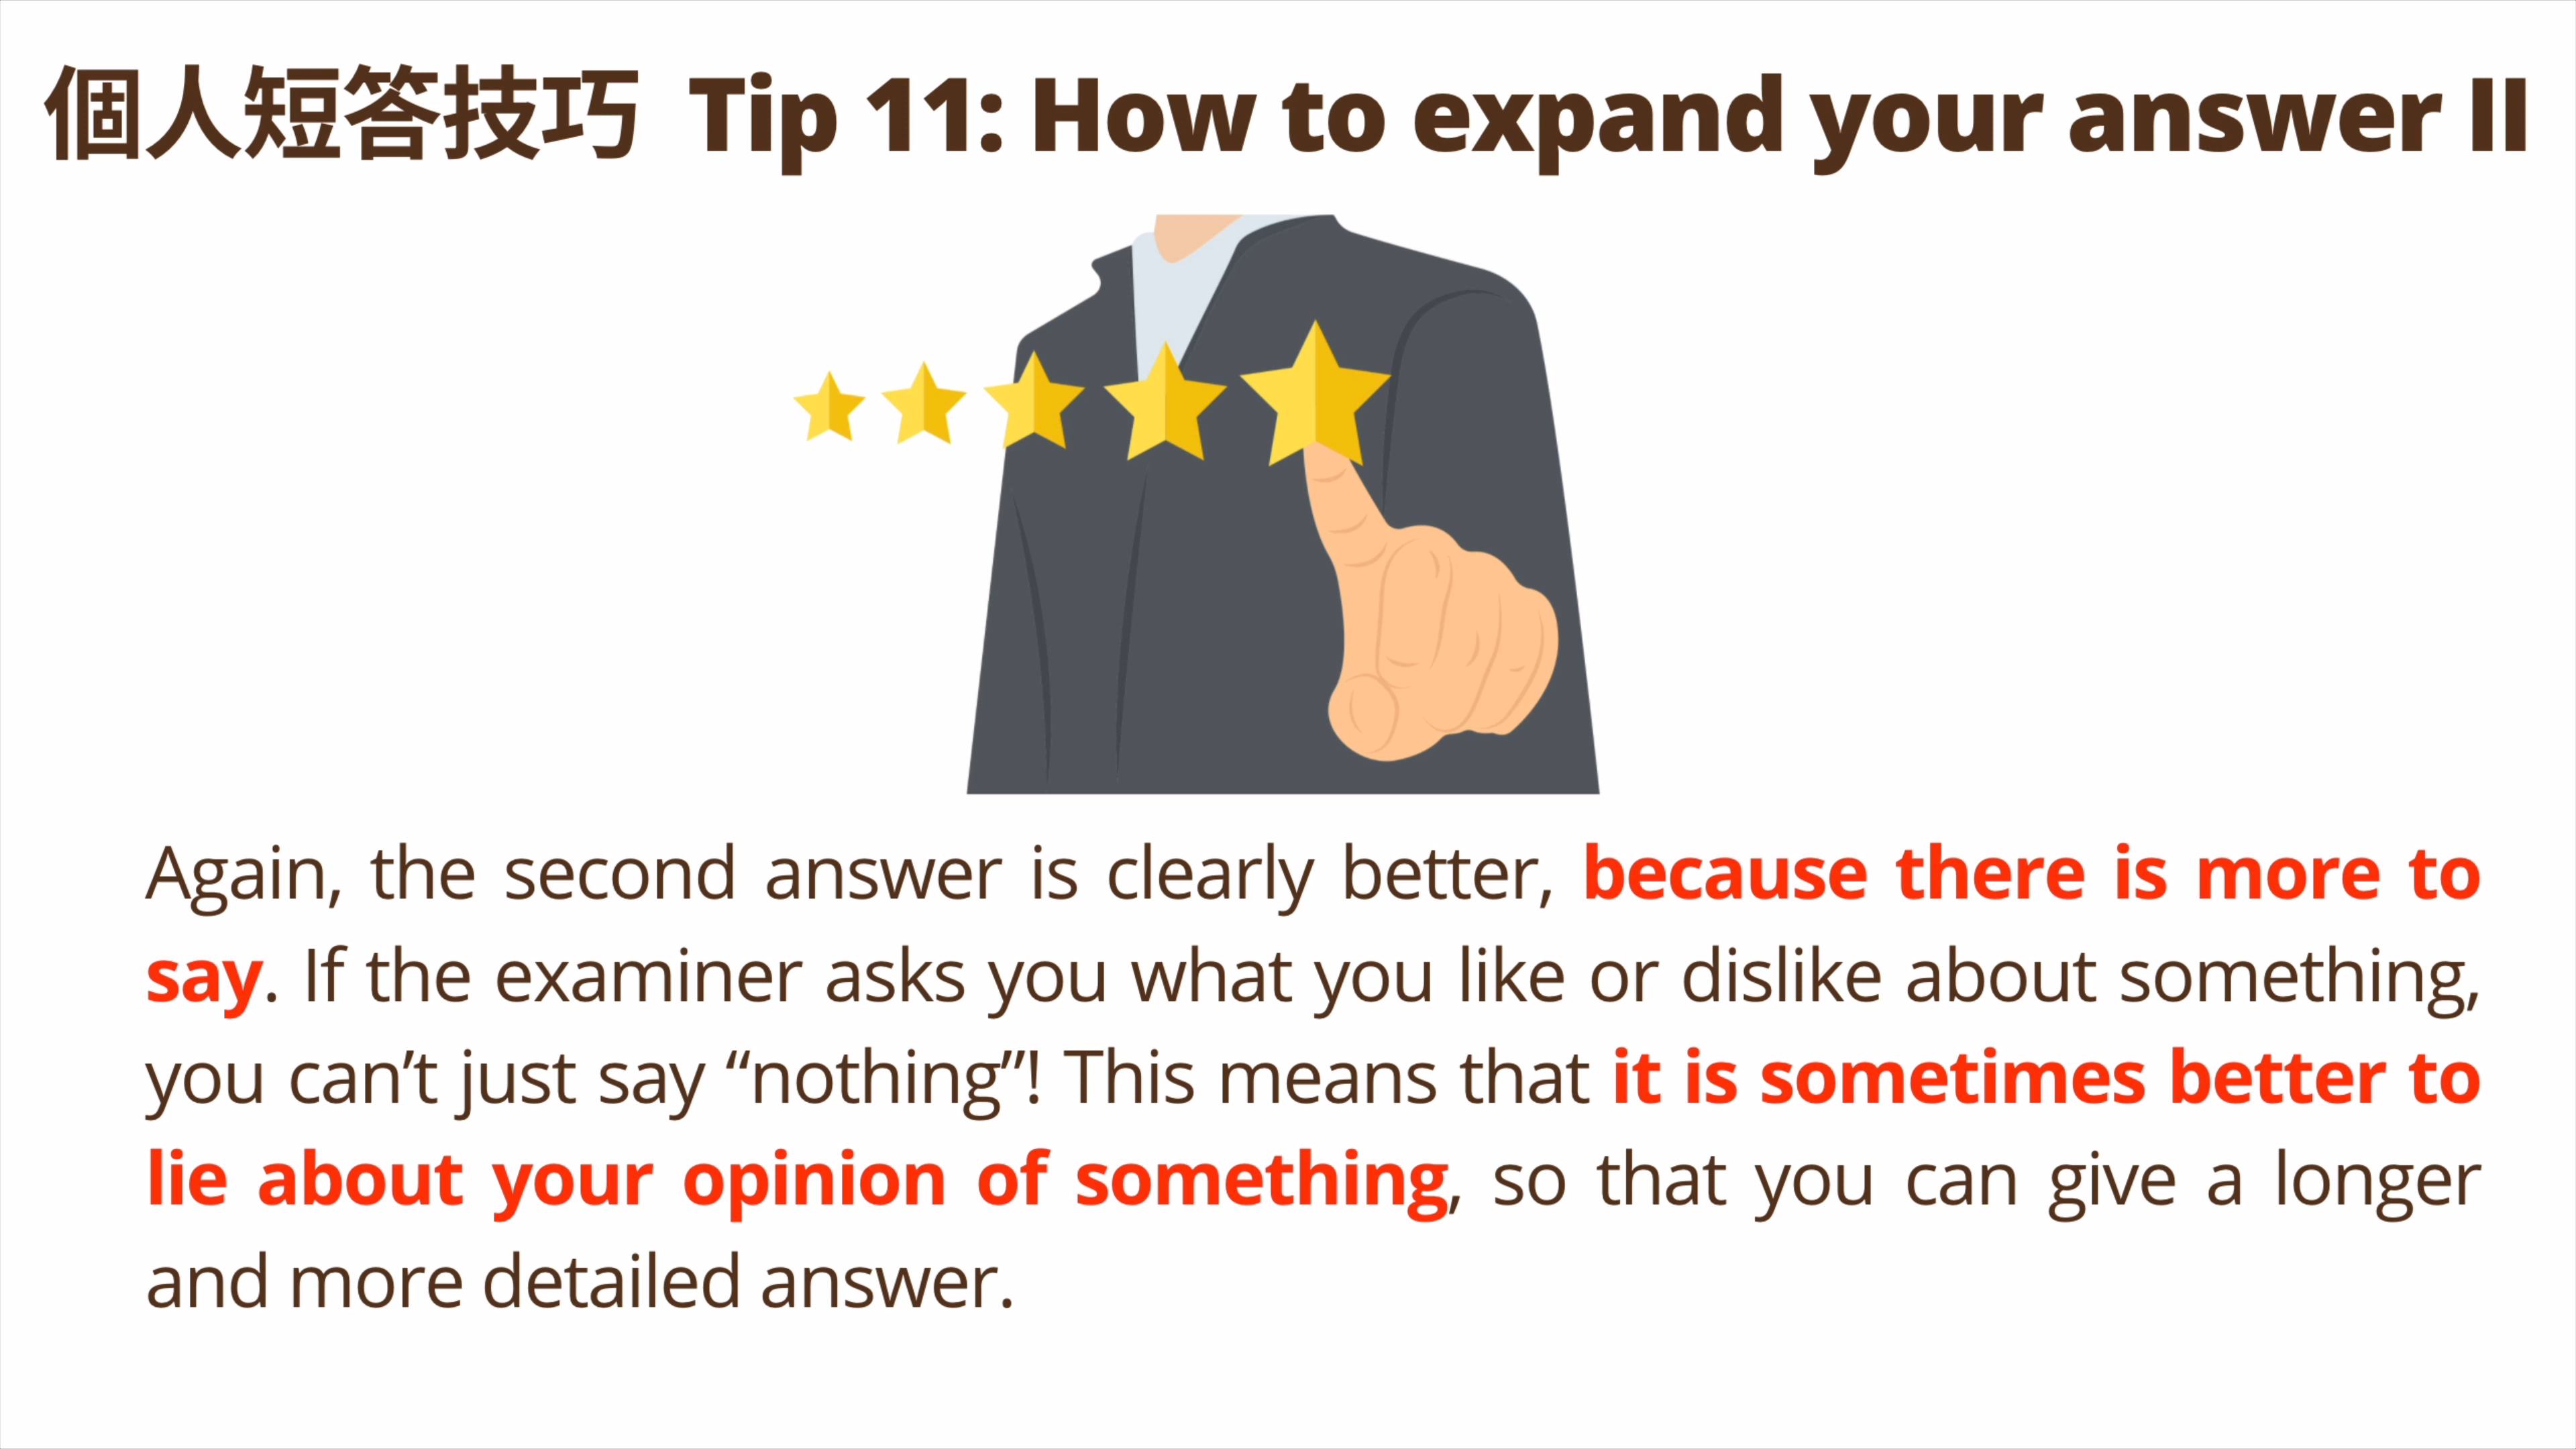 個人短答技巧 Tip 11: How to expand your answer II
Again, the second answer is clearly better, because there is more to
say. If the examiner asks you what you like or dislike about something,
you can’t just say “nothing”! This means that it is sometimes better to
lie about your opinion of something, so that you can give a longer
and more detailed answer.